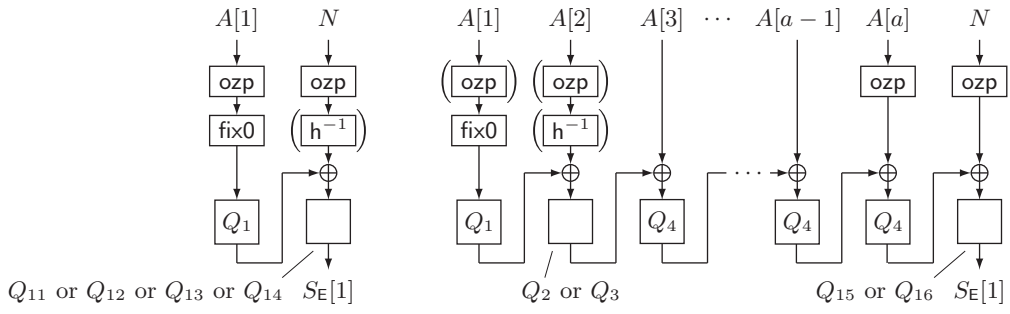 A[1] N A[1] A[2] A[3] ··· A[a − 1] A[a] N
ozp ozp (ozp) (ozp) ozp ozp
fix0 (h⁻¹) fix0 (h⁻¹)
···
Q₁ Q₁ Q₄ Q₄ Q₄
Q₁₁ or Q₁₂ or Q₁₃ or Q₁₄ S_E[1] Q₂ or Q₃ Q₁₅ or Q₁₆ S_E[1]